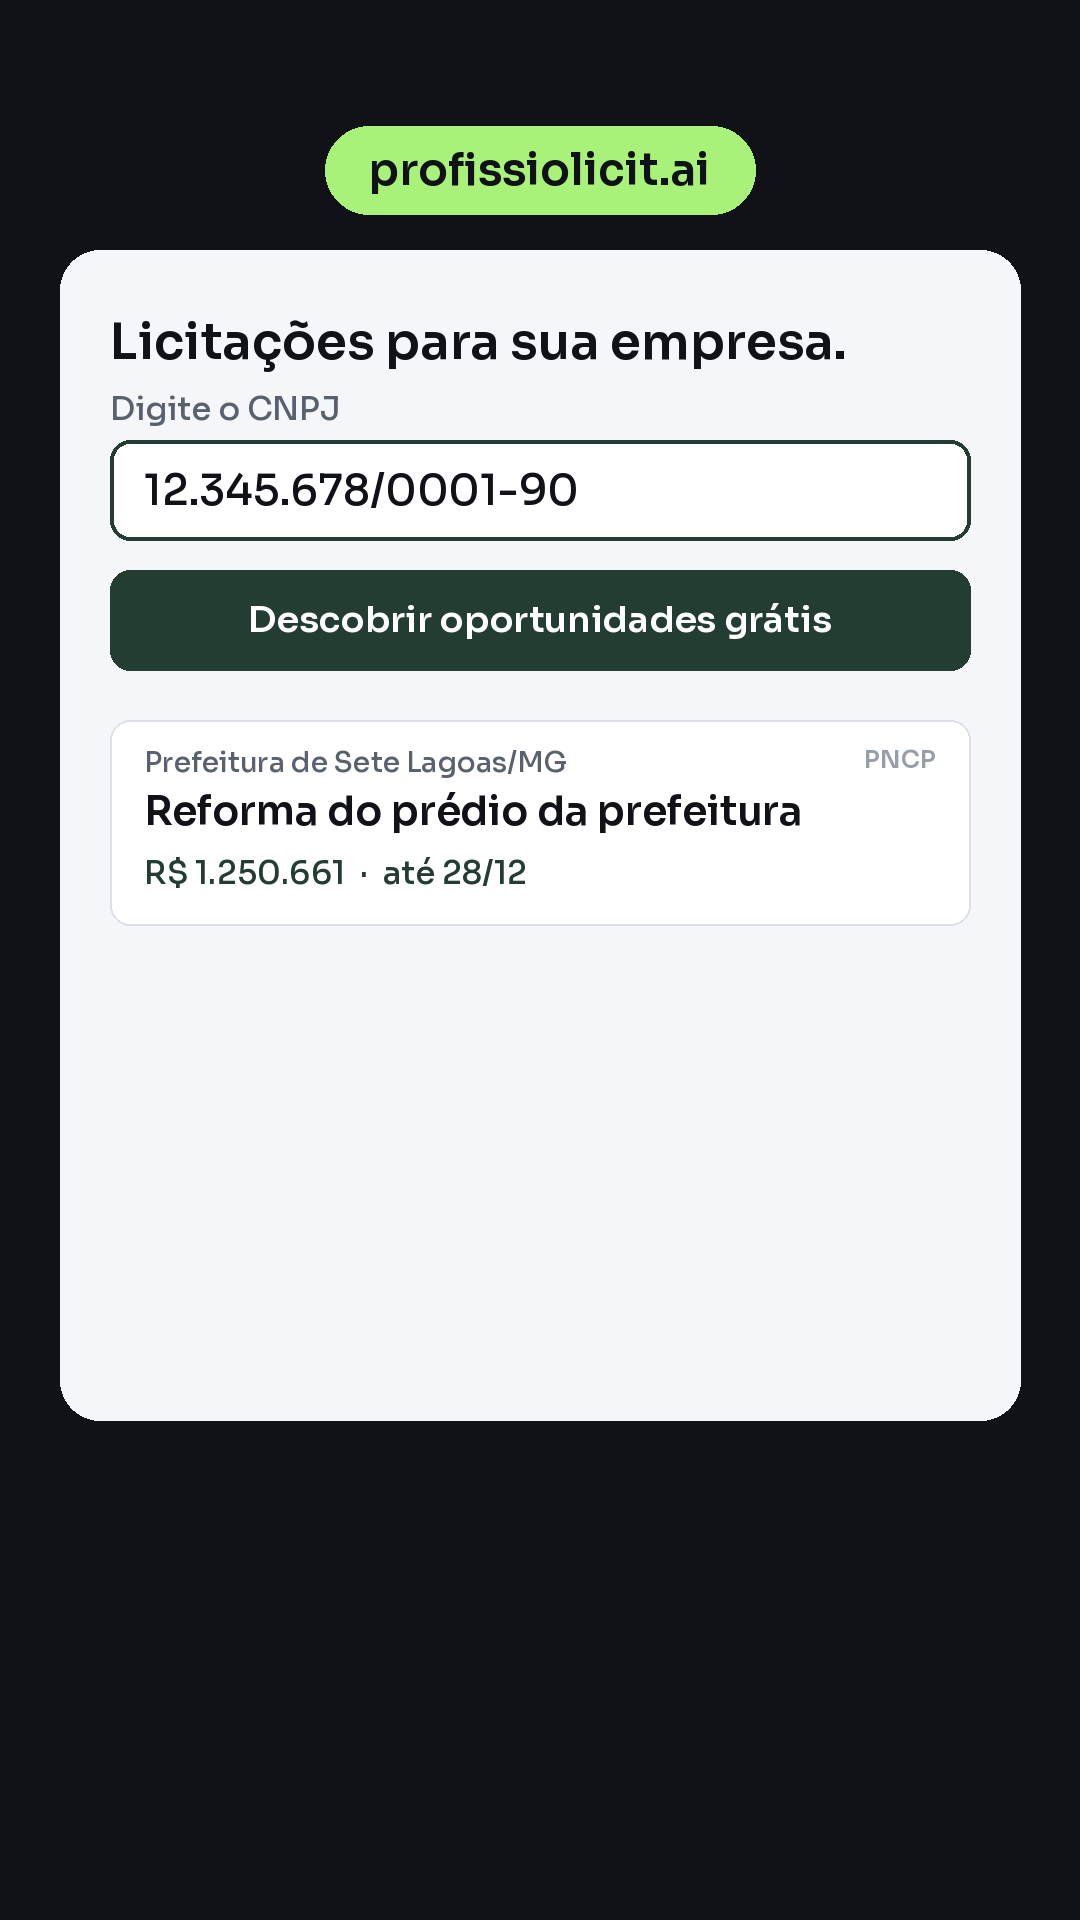 profissiolicit.ai
Licitações para sua empresa.
Digite o CNPJ
12.345.678/0001-90
Descobrir oportunidades grátis
Prefeitura de Sete Lagoas/MG
PNCP
Reforma do prédio da prefeitura
R$ 1.250.661 · até 28/12